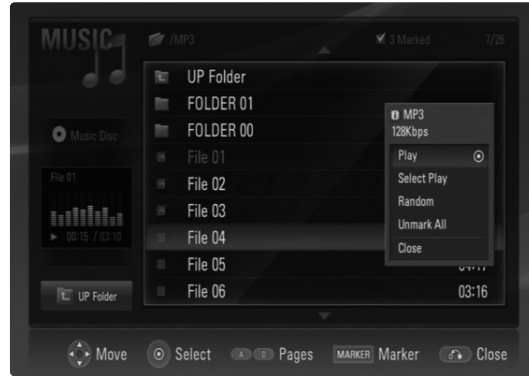 MUSIC
/MP3
3 Marked
7/26
UP Folder
FOLDER 01
FOLDER 00
File 01
File 02
File 03
File 04
File 05
File 06
03:16
MP3
128Kbps
Play
Select Play
Random
Unmark All
Close
Music Disc
File 01
00:15 / 03:10
UP Folder
Move
Select
A D Pages
MARKER Marker
Close